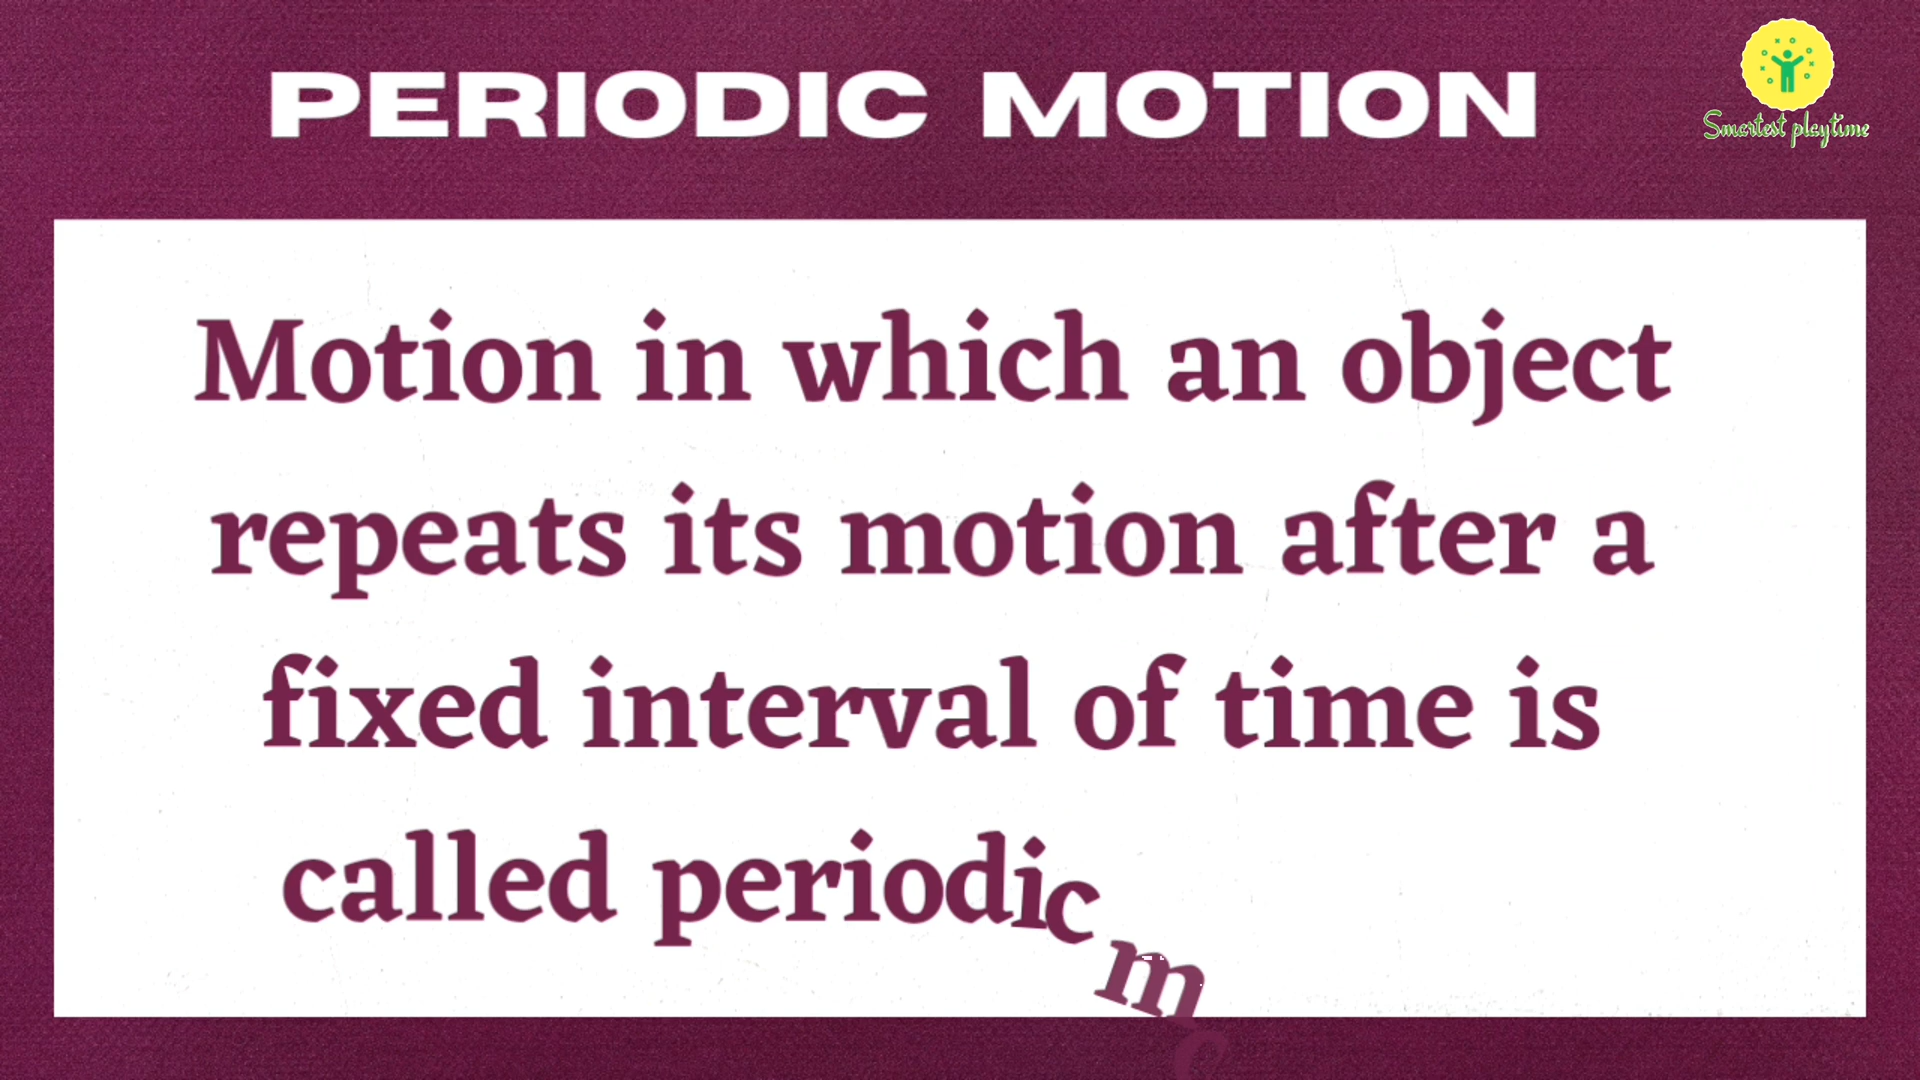 PERIODIC MOTION
Smartest playtime
Motion in which an object
repeats its motion after a
fixed interval of time is
called periodic m